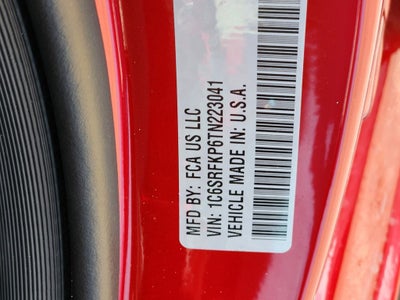 MFD BY: FCA US LLC
VIN: 1C6SRFKP6TN223041
VEHICLE MADE IN: U.S.A.